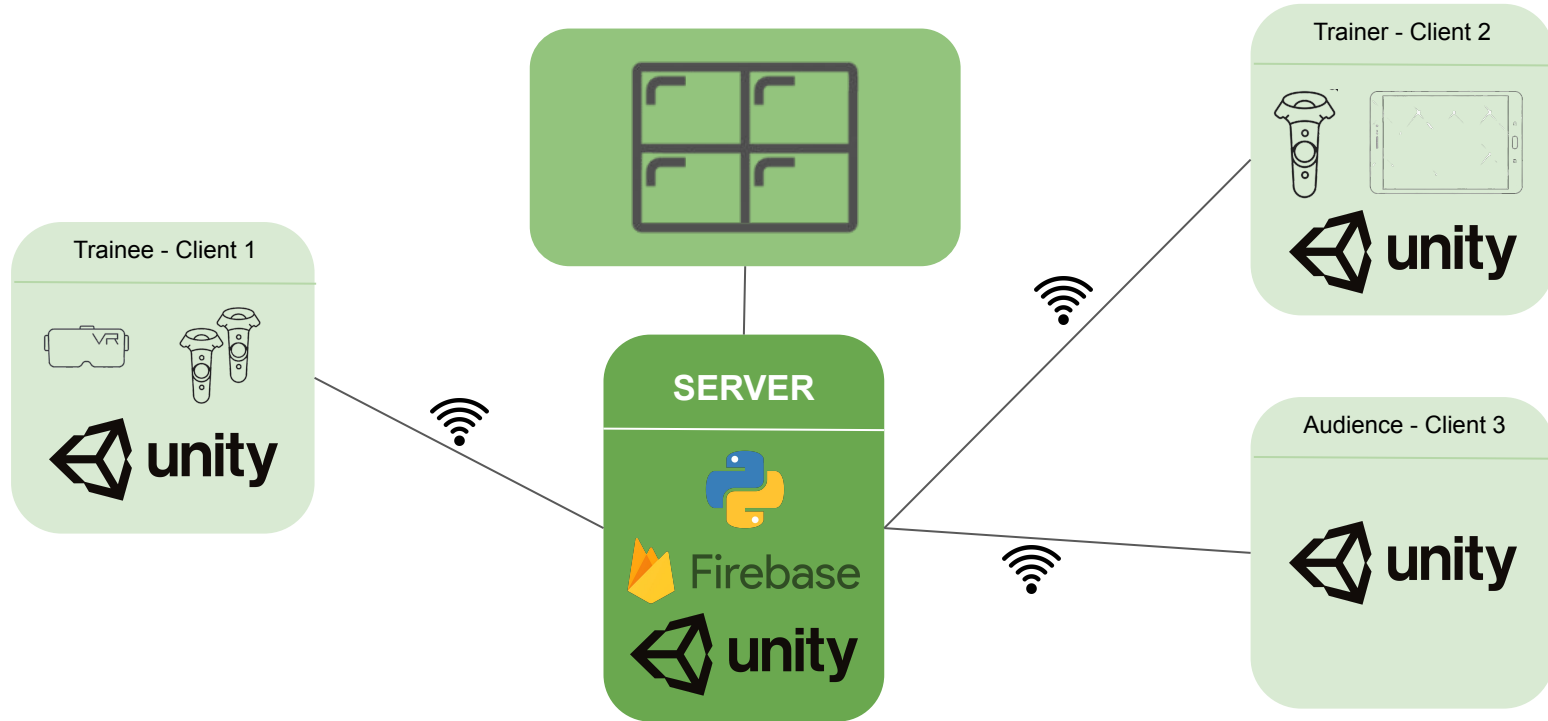 Trainer - Client 2
unity
Trainee - Client 1
VR
unity
SERVER
Firebase
unity
Audience - Client 3
unity